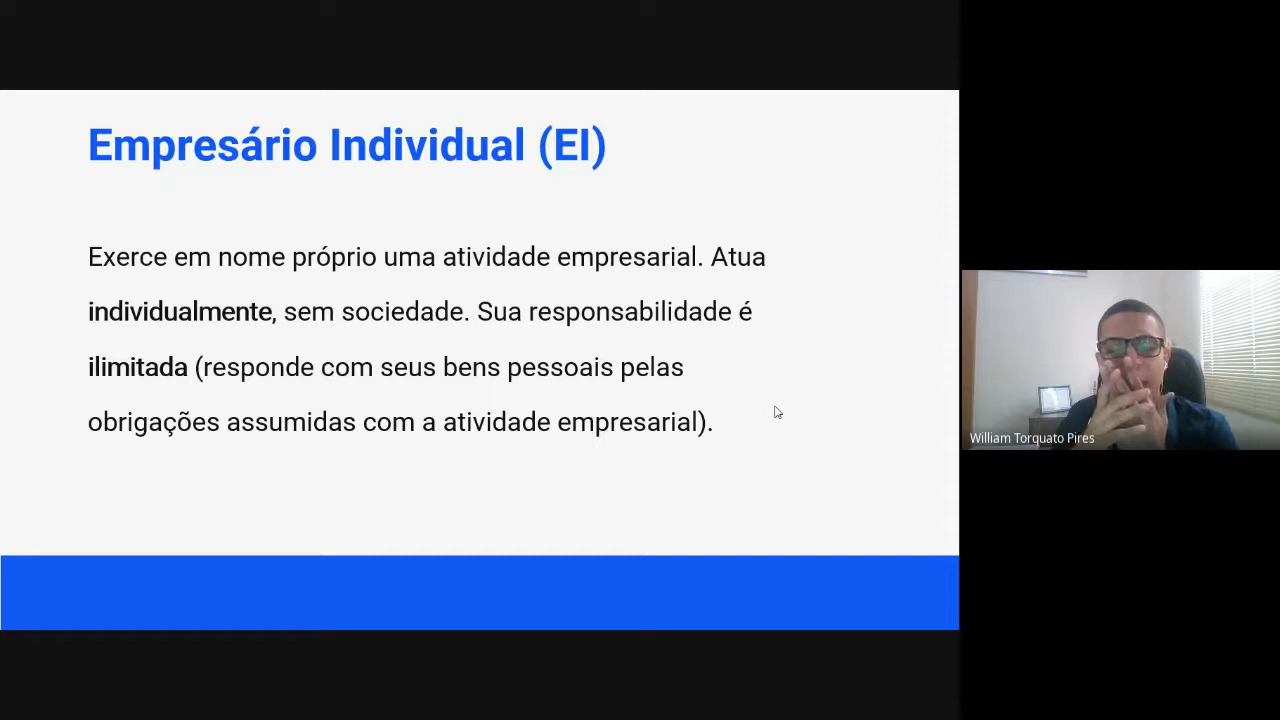 Empresário Individual (EI)
Exerce em nome próprio uma atividade empresarial. Atua
individualmente, sem sociedade. Sua responsabilidade é
ilimitada (responde com seus bens pessoais pelas
obrigações assumidas com a atividade empresarial).
William Torquato Pires